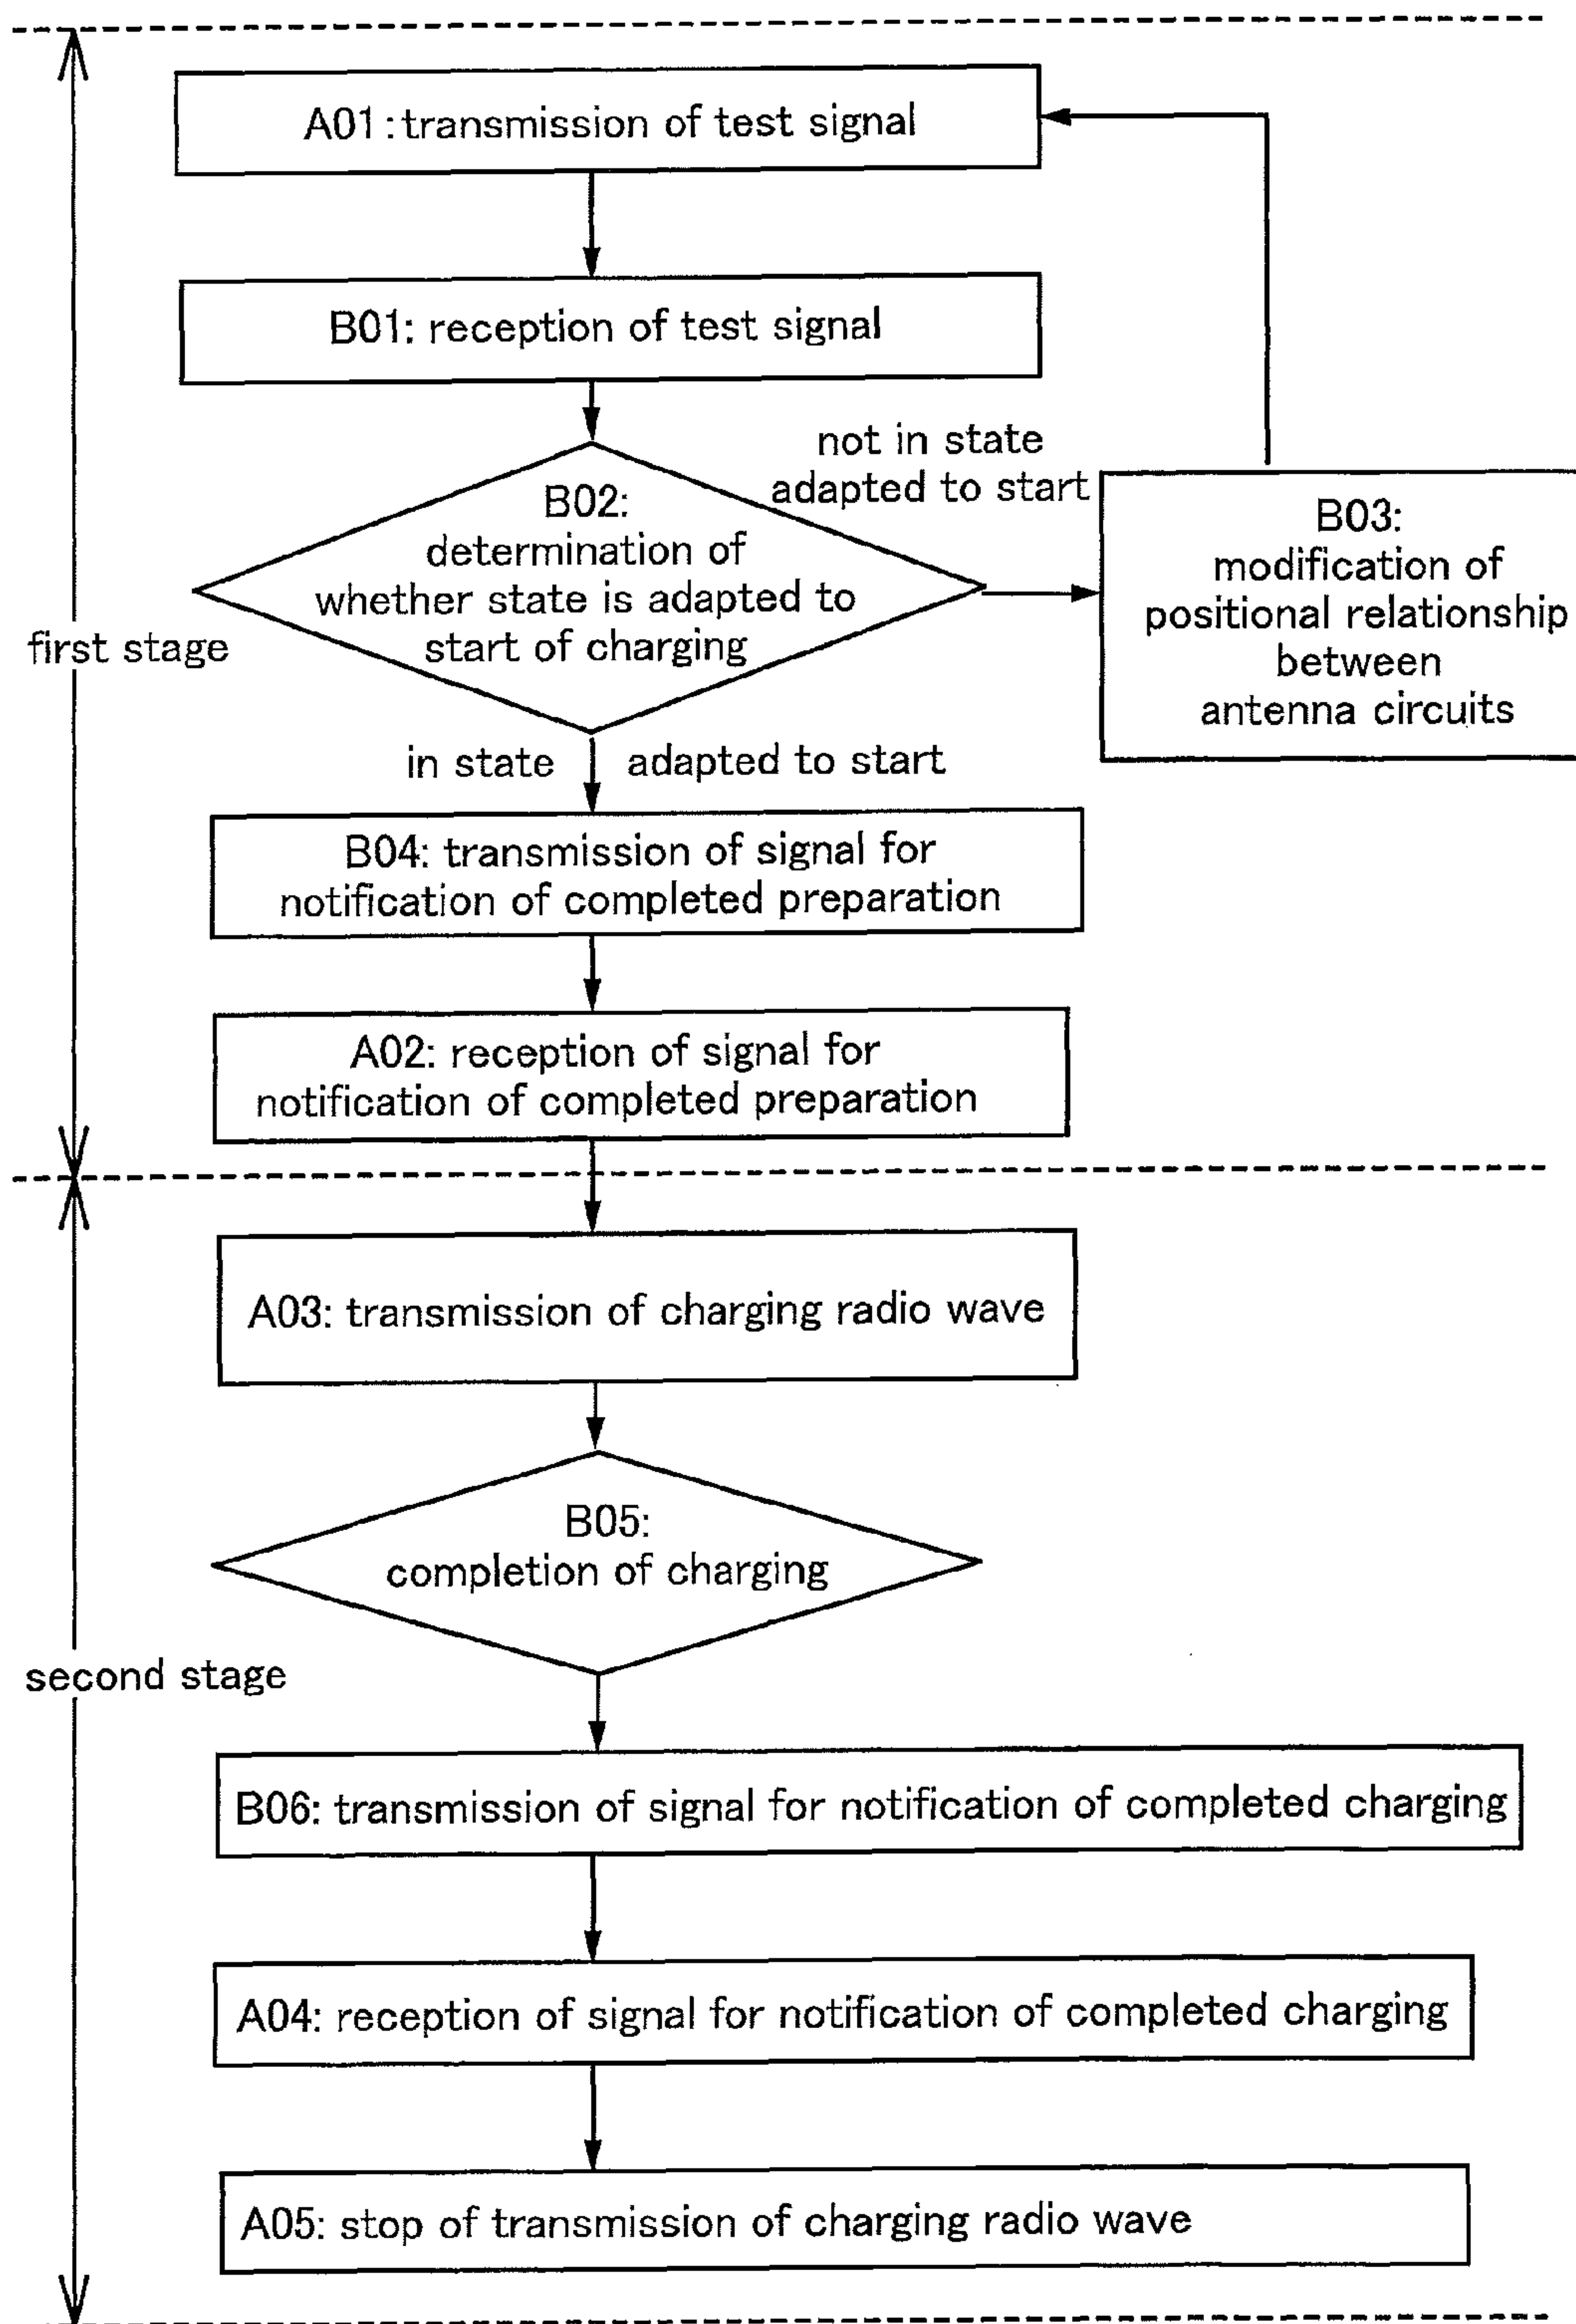 A01:transmission of test signal
B01: reception of test signal
not in state
adapted to start
B02:
determination of
whether state is adapted to
start of charging
B03:
modification of
positional relationship
between
antenna circuits
first stage
in state adapted to start
B04: transmission of signal for
notification of completed preparation
A02: reception of signal for
notification of completed preparation
A03: transmission of charging radio wave
B05:
completion of charging
second stage
B06: transmission of signal for notification of completed charging
A04: reception of signal for notification of completed charging
A05: stop of transmission of charging radio wave